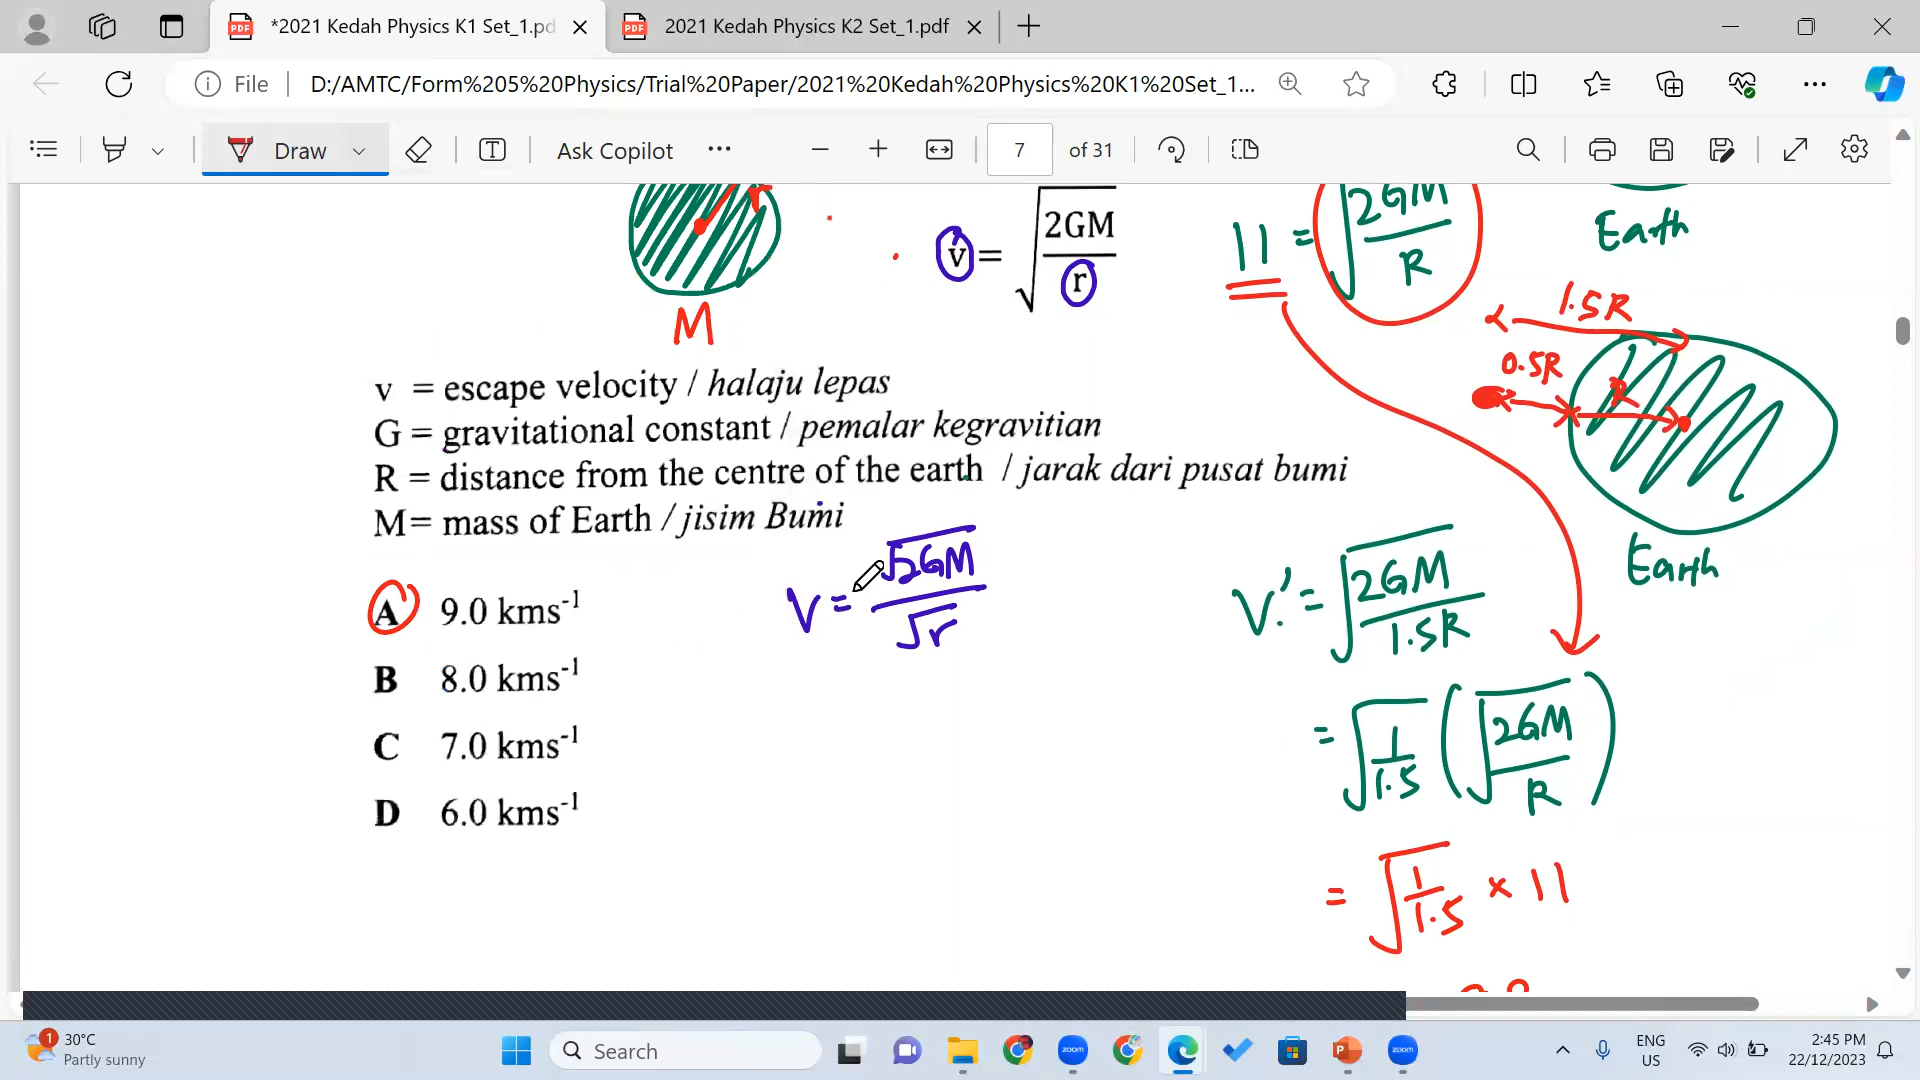 *2021 Kedah Physics K1 Set_1.pd
2021 Kedah Physics K2 Set_1.pdf
File
D:/AMTC/Form%205%20Physics/Trial%20Paper/2021%20Kedah%20Physics%20K1%20Set_1...
Draw
T
Ask Copilot
7
of 31
M
v = √2GM/r
11 = √2GM/R
Earth
1.5R
0.5R
R
Earth
v = escape velocity / halaju lepas
G = gravitational constant / pemalar kegravitian
R = distance from the centre of the earth / jarak dari pusat bumi
M= mass of Earth / jisim Bumi
A 9.0 kms⁻¹
B 8.0 kms⁻¹
C 7.0 kms⁻¹
D 6.0 kms⁻¹
V = √2GM/√r
V.' = √2GM/1.5R
= √1/1.5 (√2GM/R)
= √1/1.5 × 11
1
30°C
Partly sunny
Search
zoom
zoom
ENG
US
2:45 PM
22/12/2023